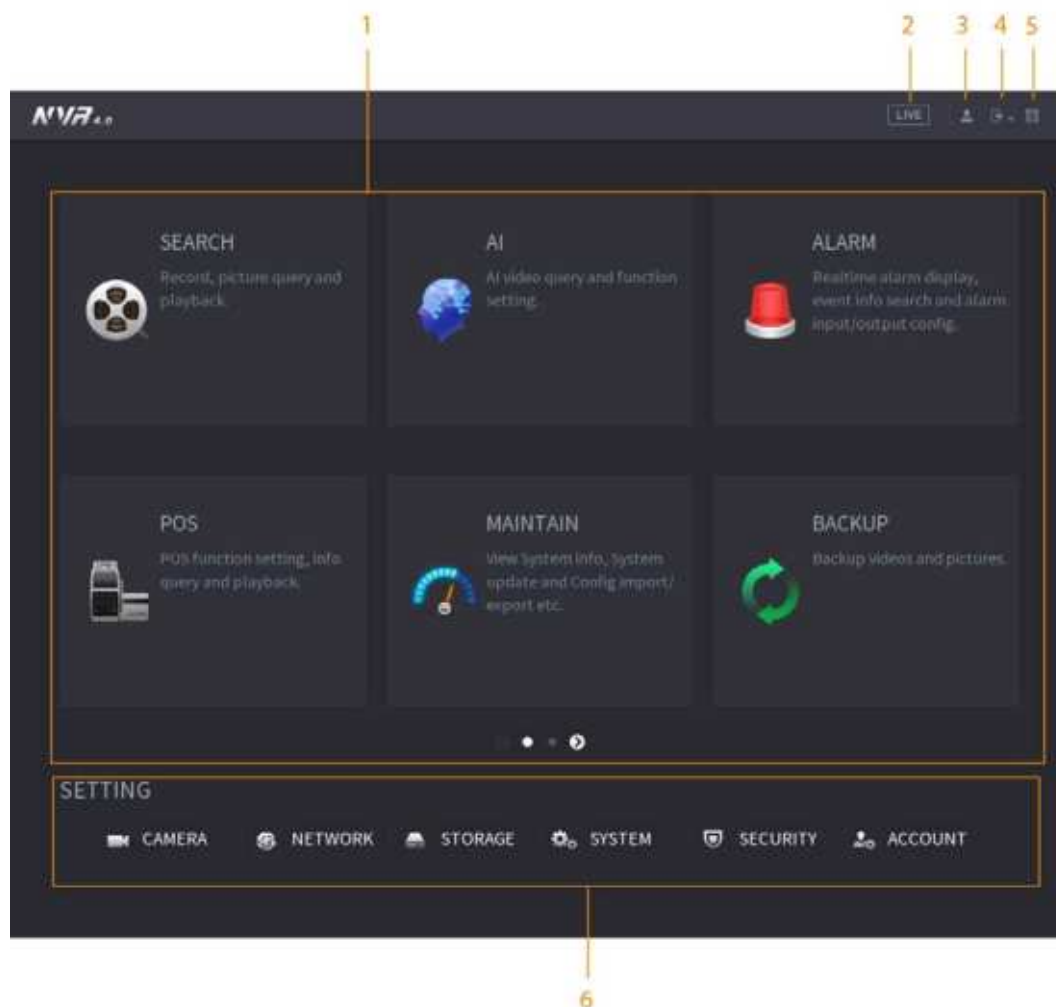 1
2 3 4 5
NVR 4.0
LIVE
SEARCH
Record, picture query and
playback.
AI
AI video query and function
setting.
ALARM
Realtime alarm display,
event info search and alarm
input/output config.
POS
POS function setting, info
query and playback.
MAINTAIN
View System Info, System
update and Config import/
export etc.
BACKUP
Backup videos and pictures.
SETTING
CAMERA NETWORK STORAGE SYSTEM SECURITY ACCOUNT
6